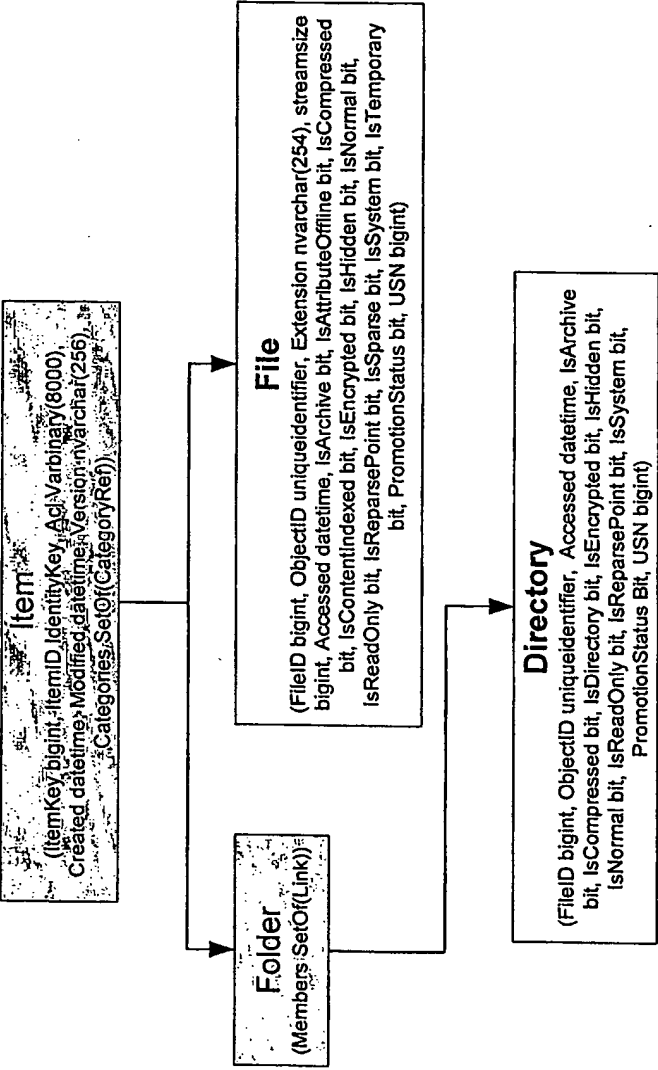 Item
(ItemKey bigint, ItemID IdentityKey, Acl Varbinary(8000),
Created datetime, Modified datetime, Version nvarchar(256),
Categories SetOf(CategoryRef))
Folder
(Members SetOf(Link))
File
(FileID bigint, ObjectID uniqueidentifier, Extension nvarchar(254), streamsize
bigint, Accessed datetime, IsArchive bit, IsAttributeOffline bit, IsCompressed
bit, IsContentIndexed bit, IsEncrypted bit, IsHidden bit, IsNormal bit,
IsReadOnly bit, IsReparsePoint bit, IsSparse bit, IsSystem bit, IsTemporary
bit, PromotionStatus bit, USN bigint)
Directory
(FileID bigint, ObjectID uniqueidentifier, Accessed datetime, IsArchive
bit, IsCompressed bit, IsDirectory bit, IsEncrypted bit, IsHidden bit,
IsNormal bit, IsReadOnly bit, IsReparsePoint bit, IsSystem bit,
PromotionStatus Bit, USN bigint)